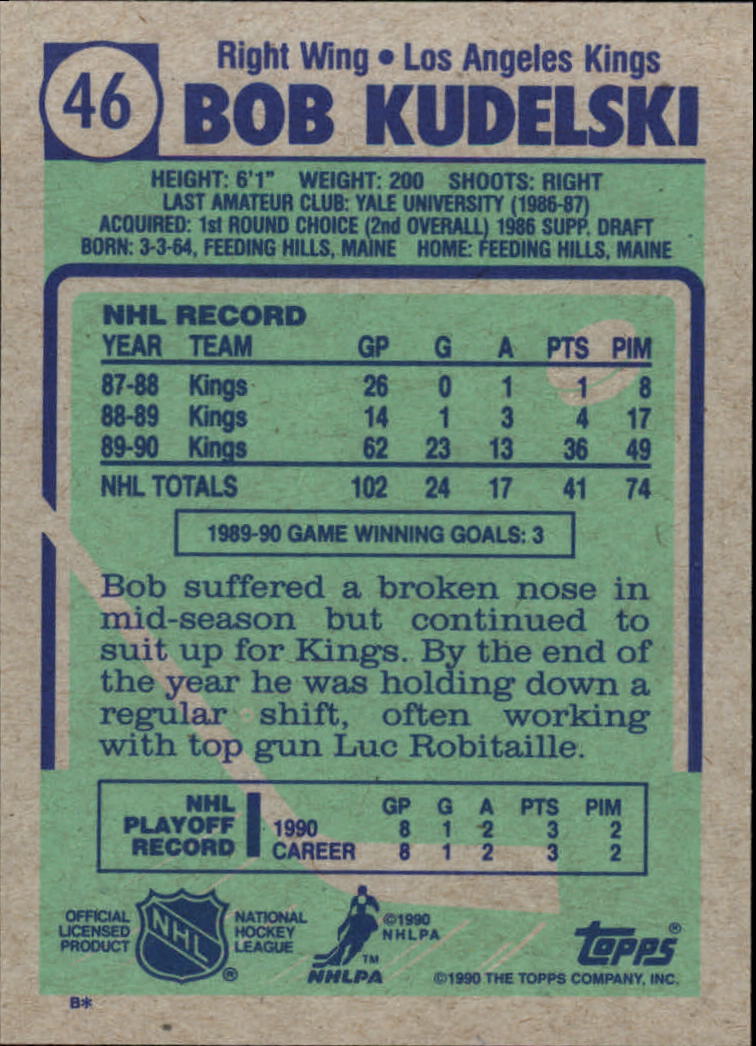 46
Right Wing • Los Angeles Kings
BOB KUDELSKI
HEIGHT: 6'1" WEIGHT: 200 SHOOTS: RIGHT
LAST AMATEUR CLUB: YALE UNIVERSITY (1986-87)
ACQUIRED: 1st ROUND CHOICE (2nd OVERALL) 1986 SUPP. DRAFT
BORN: 3-3-64, FEEDING HILLS, MAINE HOME: FEEDING HILLS, MAINE
NHL RECORD
YEAR TEAM GP G A PTS PIM
87-88 Kings 26 0 1 1 8
88-89 Kings 14 1 3 4 17
89-90 Kings 62 23 13 36 49
NHL TOTALS 102 24 17 41 74
1989-90 GAME WINNING GOALS: 3
Bob suffered a broken nose in
mid-season but continued to
suit up for Kings. By the end of
the year he was holding down a
regular shift, often working
with top gun Luc Robitaille.
NHL PLAYOFF RECORD
GP G A PTS PIM
1990 8 1 2 3 2
CAREER 8 1 2 3 2
OFFICIAL
LICENSED
PRODUCT
NHL
®
NATIONAL
HOCKEY
LEAGUE
TM
NHLPA
©1990
NHLPA
TOPPS®
©1990 THE TOPPS COMPANY, INC.
B*